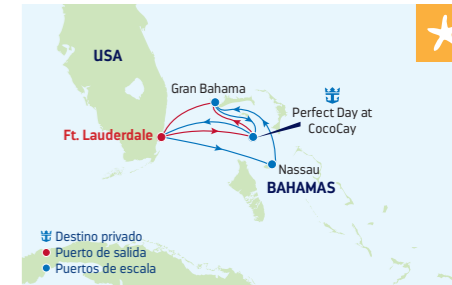 USA
Gran Bahama
Perfect Day at
CocoCay
Ft. Lauderdale
Nassau
BAHAMAS
Destino privado
Puerto de salida
Puertos de escala